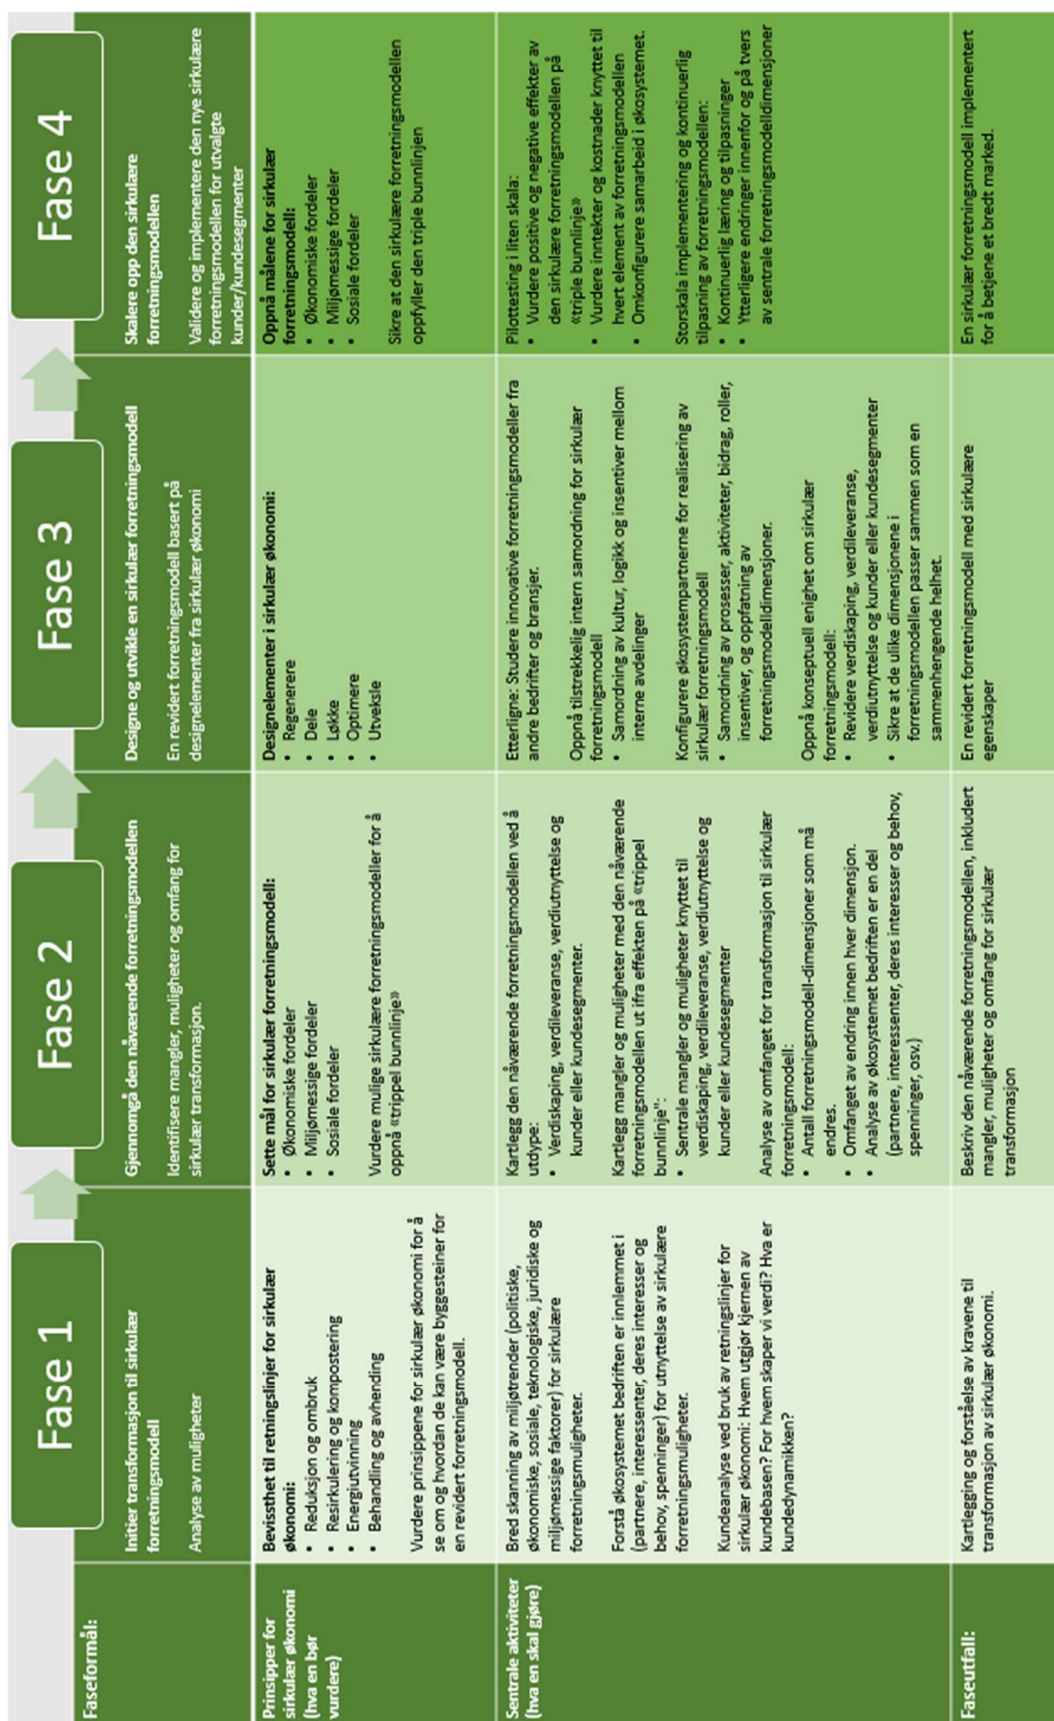 Fase 1
Fase 2
Fase 3
Fase 4
Faseformål:
Initier transformasjon til sirkulær
forretningsmodell
Analyse av muligheter
Gjennomgå den nåværende forretningsmodellen
Identifisere mangler, muligheter og omfang for
sirkulær transformasjon.
Designe og utvikle en sirkulær forretningsmodell
En revidert forretningsmodell basert på
designelementer fra sirkulær økonomi
Skalere opp den sirkulære
forretningsmodellen
Validere og implementere den nye sirkulære
forretningsmodellen for utvalgte
kunder/kundesegmenter
Prinsipper for
sirkulær økonomi
(hva en bør
vurdere)
Bevissthet til retningslinjer for sirkulær
økonomi:
• Reduksjon og ombruk
• Resirkulering og kompostering
• Energiutvinning
• Behandling og avhending
Vurdere prinsippene for sirkulær økonomi for å
se om og hvordan de kan være byggesteiner for
en revidert forretningsmodell.
Sette mål for sirkulær forretningsmodell:
• Økonomiske fordeler
• Miljømessige fordeler
• Sosiale fordeler
Vurdere mulige sirkulære forretningsmodeller for å
oppnå «trippel bunnlinje»
Designelementer i sirkulær økonomi:
• Regenerere
• Dele
• Løkke
• Optimere
• Utveksle
Oppnå målene for sirkulær
forretningsmodell:
• Økonomiske fordeler
• Miljømessige fordeler
• Sosiale fordeler
Sikre at den sirkulære forretningsmodellen
oppfyller den triple bunnlinjen
Sentrale aktiviteter
(hva en skal gjøre)
Bred skanning av miljøtrender (politiske,
økonomiske, sosiale, teknologiske, juridiske og
miljømessige faktorer) for sirkulære
forretningsmuligheter.
Forstå økosystemet bedriften er innlemmet i
(partnere, interessenter, deres interesser og
behov, spenninger) for utnyttelse av sirkulære
forretningsmuligheter.
Kundeanalyse ved bruk av retningslinjer for
sirkulær økonomi: Hvem utgjør kjernen av
kundebasen? For hvem skaper vi verdi? Hva er
kundedynamikken?
Kartlegg den nåværende forretningsmodellen ved å
utdype:
• Verdiskaping, verdileveranse, verdiutnyttelse og
kunder eller kundesegmenter.
Kartlegg mangler og muligheter med den nåværende
forretningsmodellen ut ifra effekten på «trippel
bunnlinje":
• Sentrale mangler og muligheter knyttet til
verdiskaping, verdileveranse, verdiutnyttelse og
kunder eller kundesegmenter
Analyse av omfanget for transformasjon til sirkulær
forretningsmodell:
• Antall forretningsmodell-dimensjoner som må
endres.
• Omfanget av endring innen hver dimensjon.
• Analyse av økosystemet bedriften er en del
(partnere, interessenter, deres interesser og behov,
spenninger, osv.)
Etterligne: Studere innovative forretningsmodeller fra
andre bedrifter og bransjer.
Oppnå tilstrekkelig intern samordning for sirkulær
forretningsmodell
• Samordning av kultur, logikk og insentiver mellom
interne avdelinger
Konfigurere økosystempartnerne for realisering av
sirkulær forretningsmodell
• Samordning av prosesser, aktiviteter, bidrag, roller,
insentiver, og oppfatning av
forretningsmodelldimensjoner.
Oppnå konseptuell enighet om sirkulær
forretningsmodell:
• Revidere verdiskaping, verdileveranse,
verdiutnyttelse og kunder eller kundesegmenter
• Sikre at de ulike dimensjonene i
forretningsmodellen passer sammen som en
sammenhengende helhet.
Pilottesting i liten skala:
• Vurdere positive og negative effekter av
den sirkulære forretningsmodellen på
«triple bunnlinje»
• Vurdere inntekter og kostnader knyttet til
hvert element av forretningsmodellen
• Omkonfigurere samarbeid i økosystemet.
Storskala implementering og kontinuerlig
tilpasning av forretningsmodellen:
• Kontinuerlig læring og tilpasninger
• Ytterligere endringer innenfor og på tvers
av sentrale forretningsmodelldimensjoner
Faseutfall:
Kartlegging og forståelse av kravene til
transformasjon av sirkulær økonomi.
Beskriv den nåværende forretningsmodellen, inkludert
mangler, muligheter og omfang for sirkulær
transformasjon
En revidert forretningsmodell med sirkulære
egenskaper
En sirkulær forretningsmodell implementert
for å betjene et bredt marked.